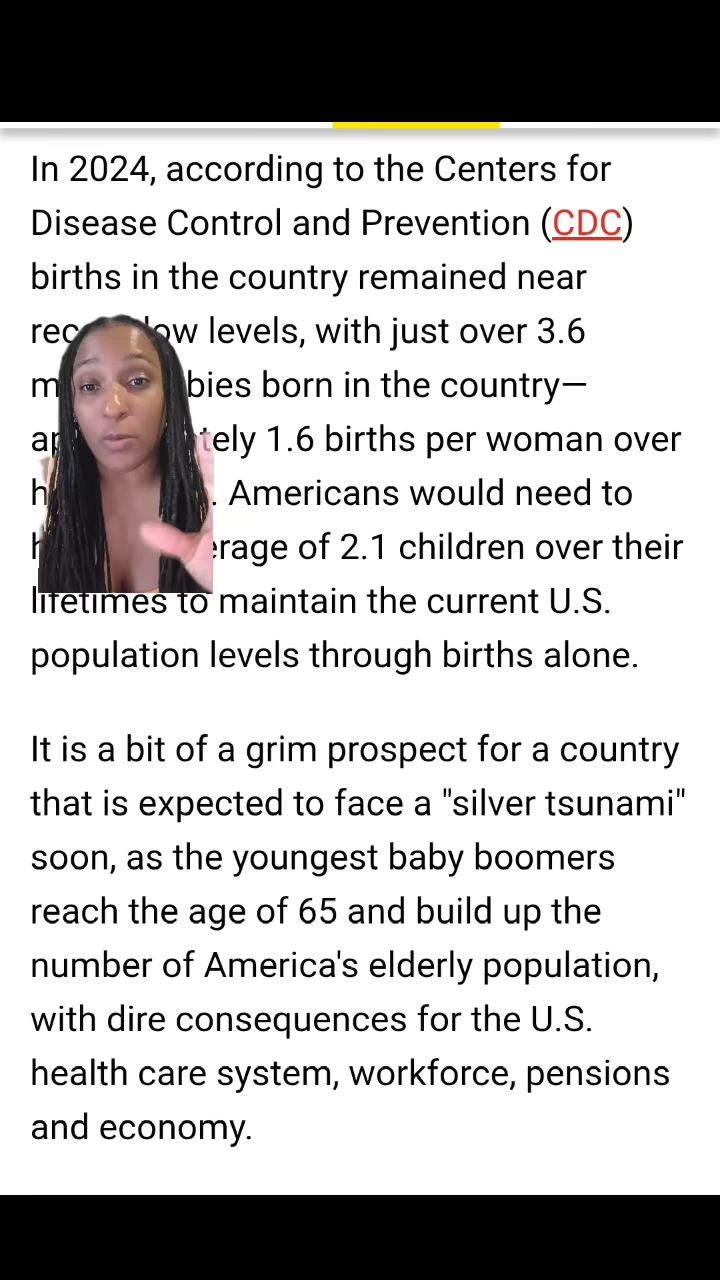 In 2024, according to the Centers for
Disease Control and Prevention (CDC)
births in the country remained near
low levels, with just over 3.6
born in the country—
1.6 births per woman over
Americans would need to
of 2.1 children over their
lifetimes to maintain the current U.S.
population levels through births alone.
It is a bit of a grim prospect for a country
that is expected to face a "silver tsunami"
soon, as the youngest baby boomers
reach the age of 65 and build up the
number of America's elderly population,
with dire consequences for the U.S.
health care system, workforce, pensions
and economy.